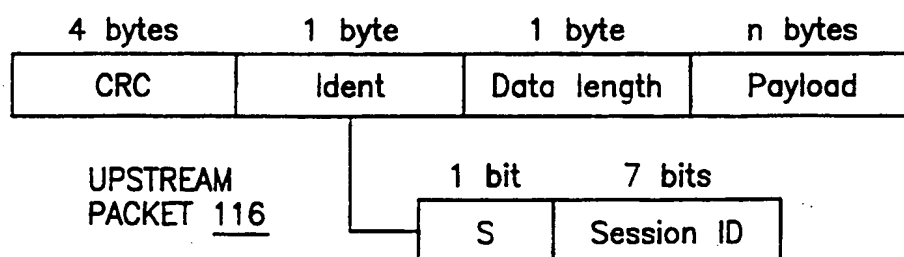 4 bytes 1 byte 1 byte n bytes
CRC Ident Data length Payload
UPSTREAM
PACKET 116
1 bit 7 bits
S Session ID